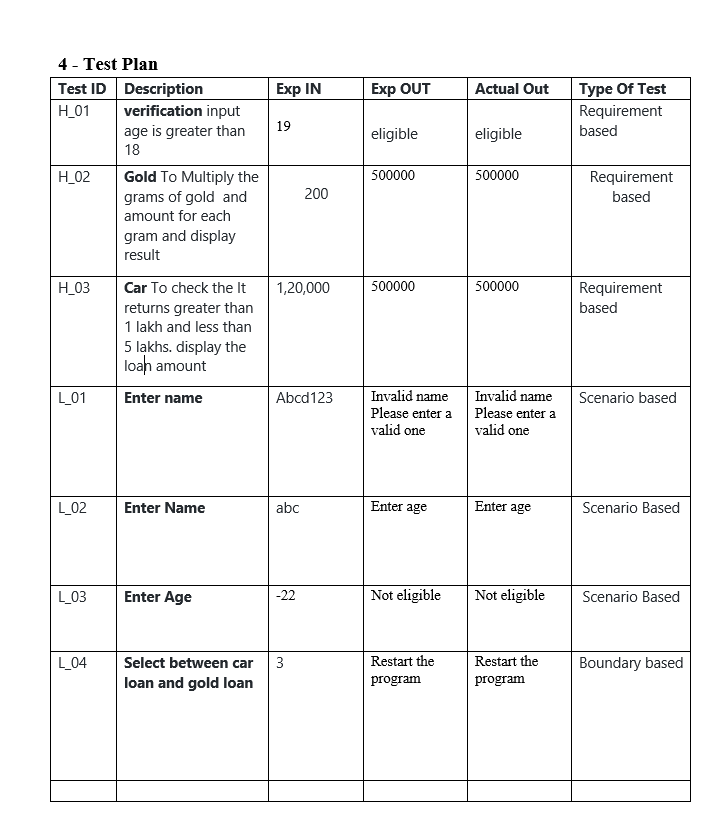 4 - Test Plan
Test ID Description Exp IN Exp OUT Actual Out Type Of Test
H_01 verification input age is greater than 18 19 eligible eligible Requirement based
H_02 Gold To Multiply the grams of gold and amount for each gram and display result 200 500000 500000 Requirement based
H_03 Car To check the It returns greater than 1 lakh and less than 5 lakhs. display the loan amount 1,20,000 500000 500000 Requirement based
L_01 Enter name Abcd123 Invalid name Please enter a valid one Invalid name Please enter a valid one Scenario based
L_02 Enter Name abc Enter age Enter age Scenario Based
L_03 Enter Age -22 Not eligible Not eligible Scenario Based
L_04 Select between car loan and gold loan 3 Restart the program Restart the program Boundary based